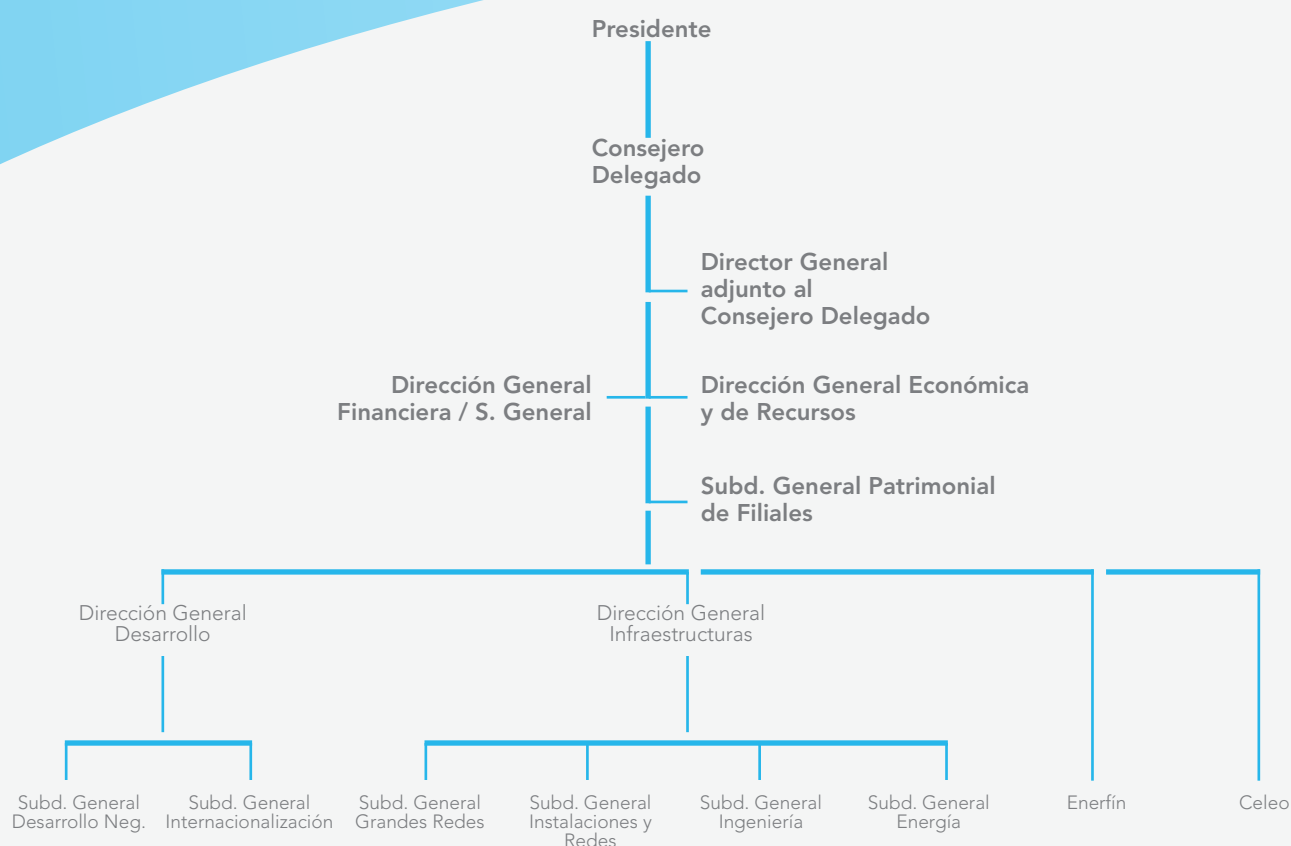 Presidente
Consejero
Delegado
Director General
adjunto al
Consejero Delegado
Dirección General
Financiera / S. General
Dirección General Económica
y de Recursos
Subd. General Patrimonial
de Filiales
Dirección General
Desarrollo
Dirección General
Infraestructuras
Subd. General
Desarrollo Neg.
Subd. General
Internacionalización
Subd. General
Grandes Redes
Subd. General
Instalaciones y
Redes
Subd. General
Ingeniería
Subd. General
Energía
Enerfín
Celeo